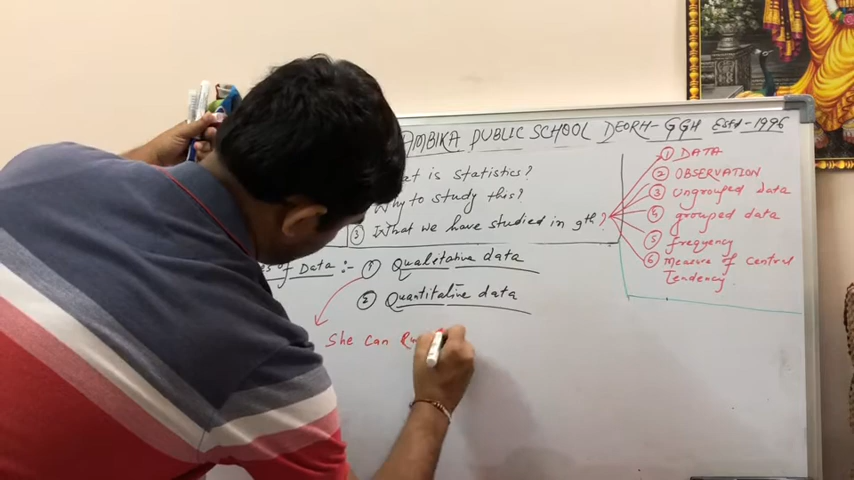 AMBIKA PUBLIC SCHOOL DEORH-GGH Estd-1996
is statistics?
Why to study this?
③ What we have studied in 9th?
① DATA
② OBSERVATION
③ Ungrouped data
④ grouped data
⑤ frequency
⑥ Measure of central
Tendency
of Data :- ① Qualetative data
② Quantitative data
She can